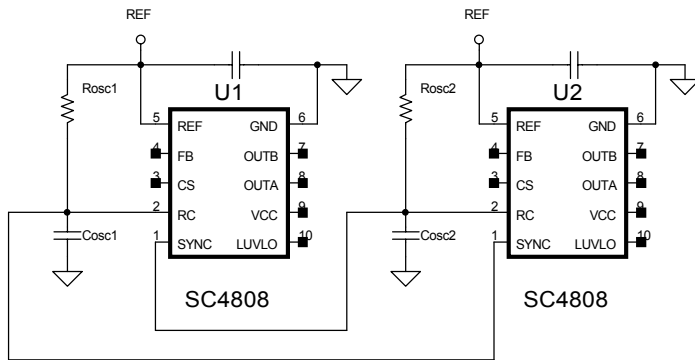 REF
REF
Rosc1
U1
Rosc2
U2
5 REF GND 6
4 FB OUTB 7
3 CS OUTA 8
2 RC VCC 9
1 SYNC LUVLO 10
Cosc1
5 REF GND 6
4 FB OUTB 7
3 CS OUTA 8
2 RC VCC 9
1 SYNC LUVLO 10
Cosc2
SC4808
SC4808